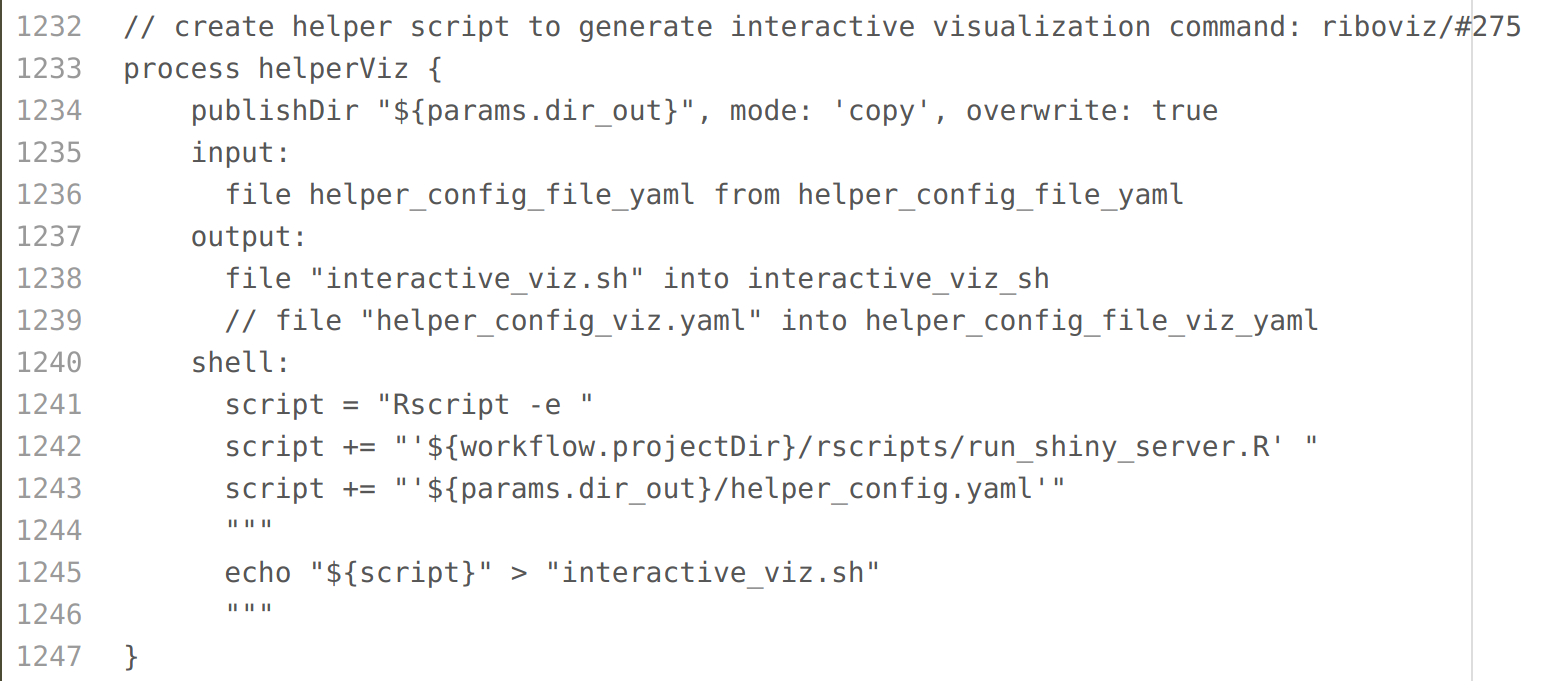 1232 // create helper script to generate interactive visualization command: riboviz/#275
1233 process helperViz {
1234     publishDir "${params.dir_out}", mode: 'copy', overwrite: true
1235     input:
1236       file helper_config_file_yaml from helper_config_file_yaml
1237     output:
1238       file "interactive_viz.sh" into interactive_viz_sh
1239       // file "helper_config_viz.yaml" into helper_config_file_viz_yaml
1240     shell:
1241       script = "Rscript -e "
1242       script += "'${workflow.projectDir}/rscripts/run_shiny_server.R' "
1243       script += "'${params.dir_out}/helper_config.yaml'"
1244       """
1245       echo "${script}" > "interactive_viz.sh"
1246       """
1247 }